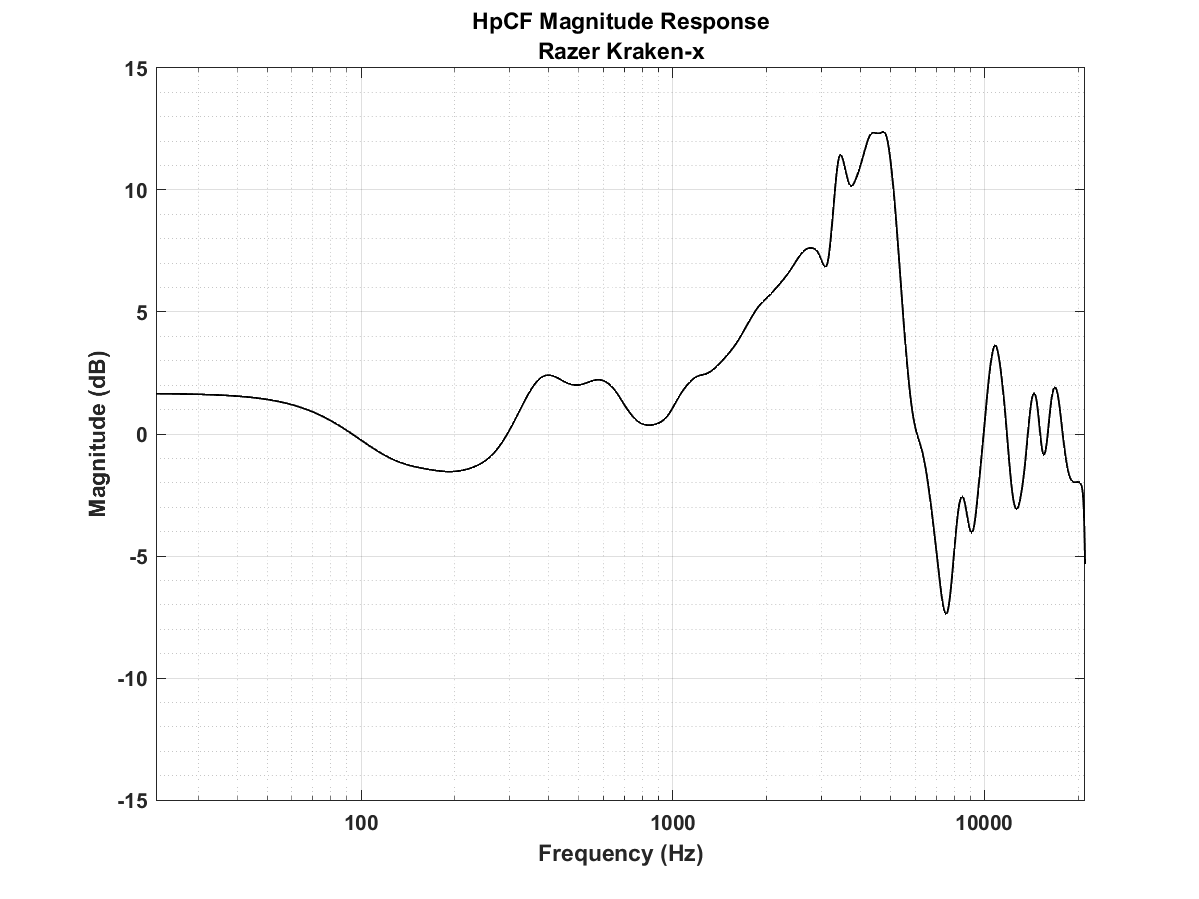 HpCF Magnitude Response
Razer Kraken-x
15
10
5
0
-5
-10
-15
Magnitude (dB)
100
1000
10000
Frequency (Hz)